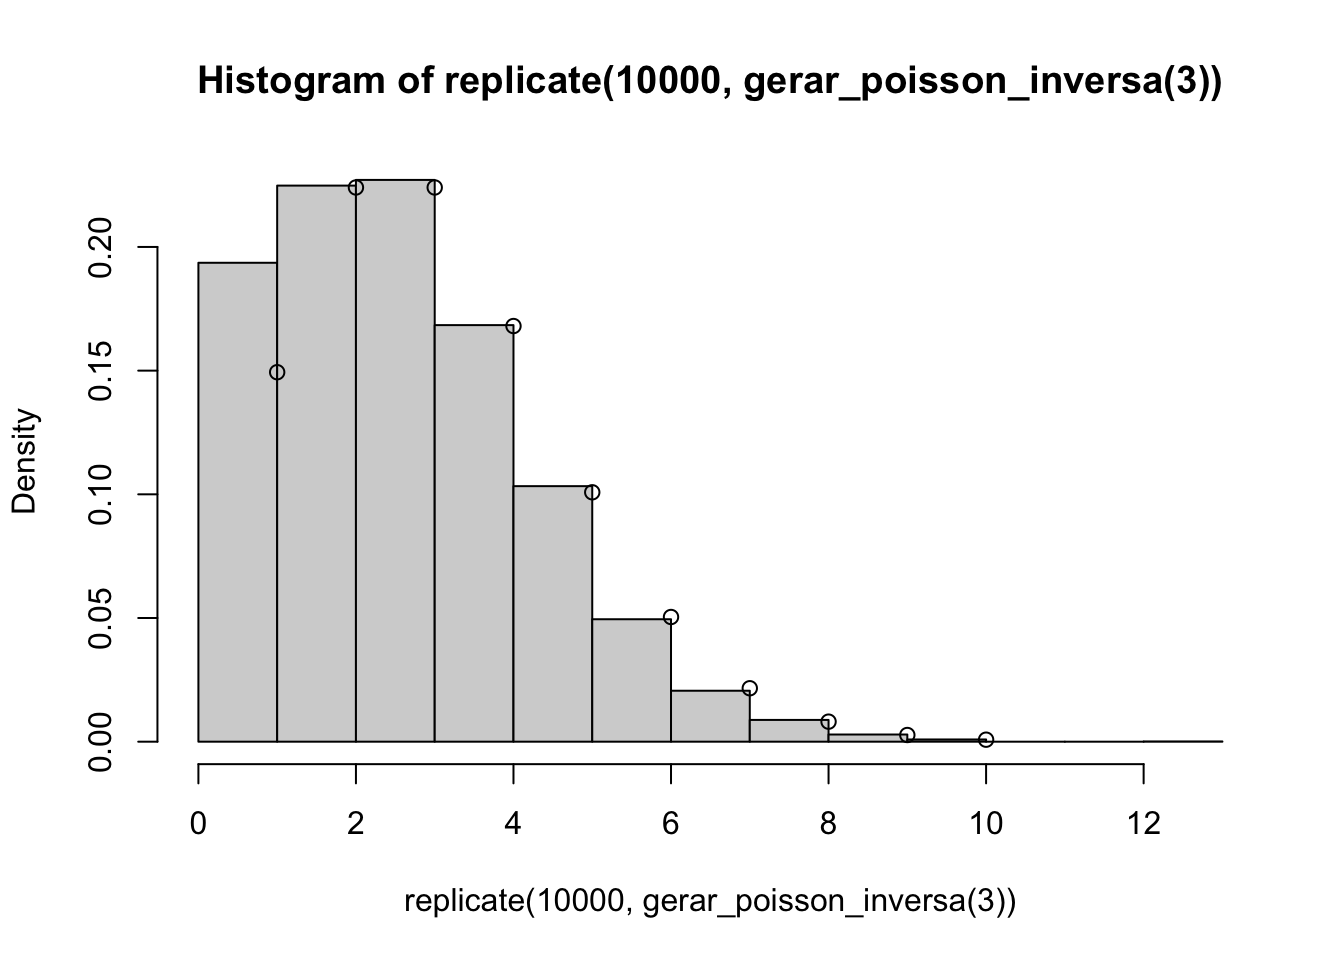 Histogram of replicate(10000, gerar_poisson_inversa(3))
Density
0.20
0.15
0.10
0.05
0.00
0 2 4 6 8 10 12
replicate(10000, gerar_poisson_inversa(3))